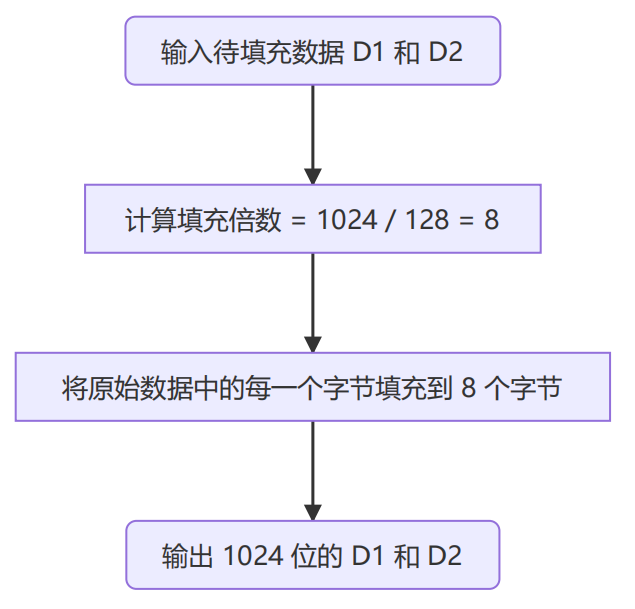 输入待填充数据 D1 和 D2
计算填充倍数 = 1024 / 128 = 8
将原始数据中的每一个字节填充到 8 个字节
输出 1024 位的 D1 和 D2